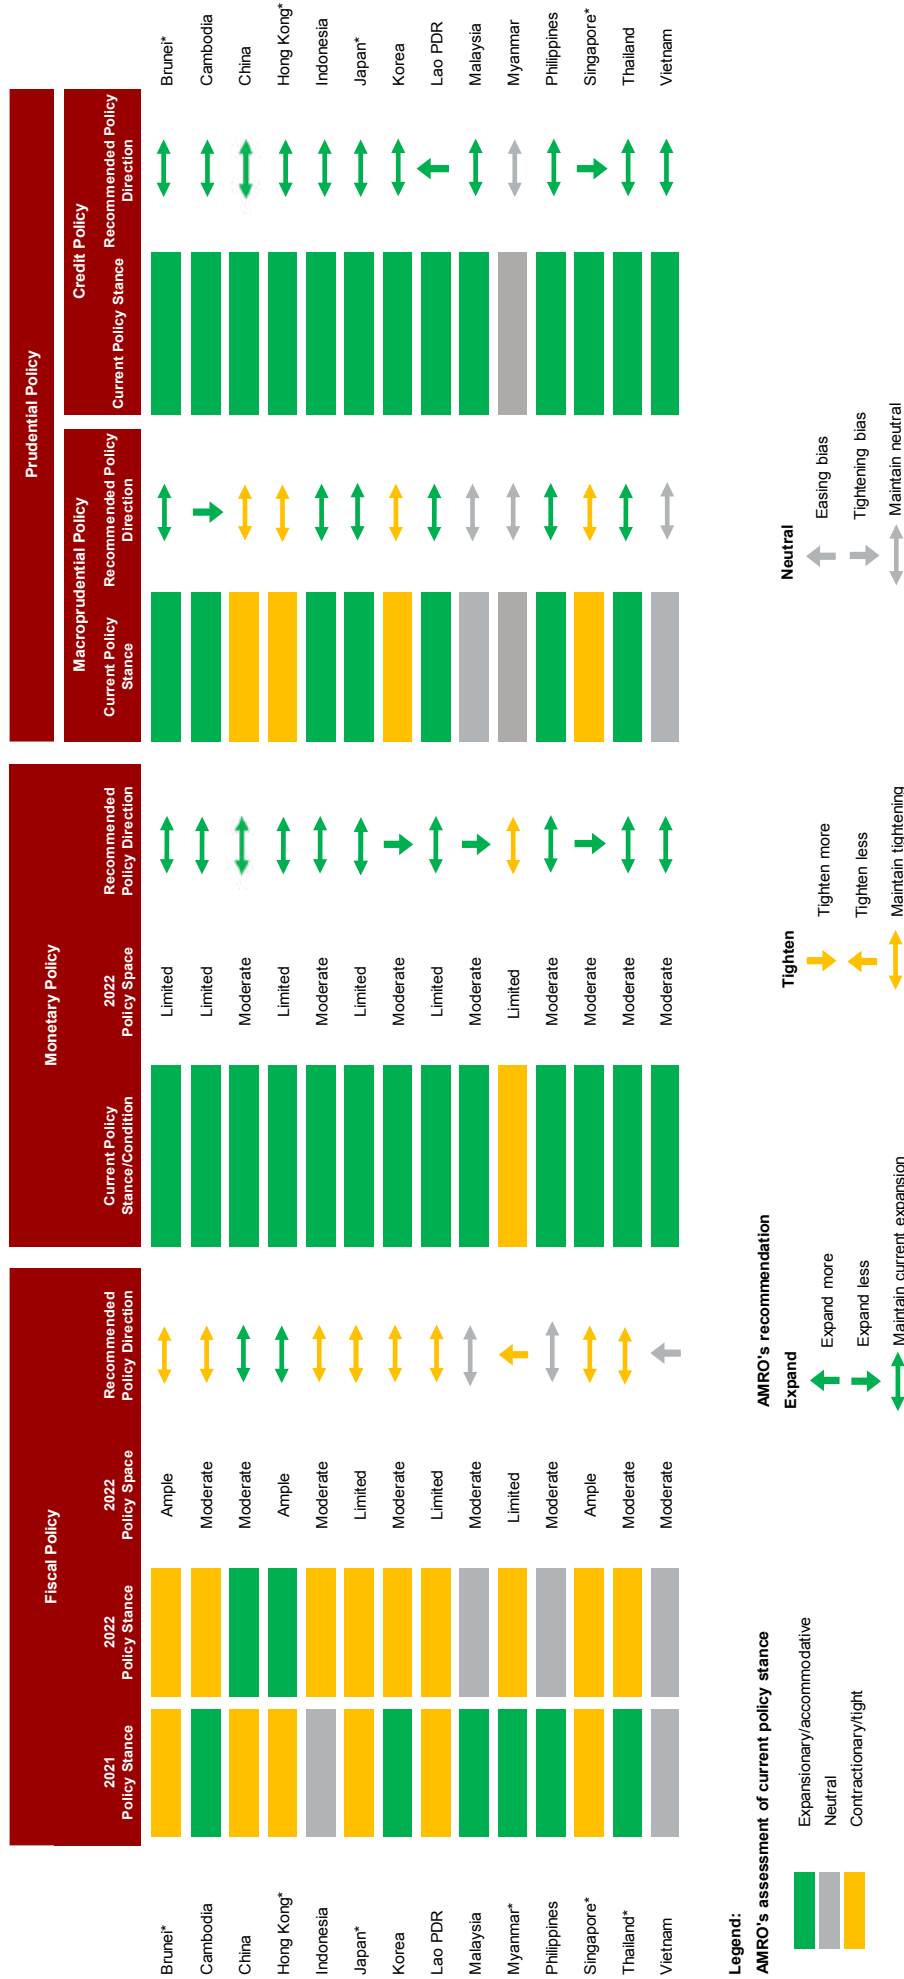 Fiscal Policy
Monetary Policy
Prudential Policy
Macroprudential Policy
Credit Policy
2021
Policy Stance
2022
Policy Stance
2022
Policy Space
Recommended
Policy Direction
Current Policy
Stance/Condition
2022
Policy Space
Recommended
Policy Direction
Current Policy
Stance
Recommended Policy
Direction
Current Policy Stance
Recommended Policy
Direction
Brunei* Ample Limited Brunei*
Cambodia Moderate Limited Cambodia
China Moderate Moderate China
Hong Kong* Ample Limited Hong Kong*
Indonesia Moderate Moderate Indonesia
Japan* Limited Limited Japan*
Korea Moderate Moderate Korea
Lao PDR Limited Limited Lao PDR
Malaysia Moderate Moderate Malaysia
Myanmar* Limited Limited Myanmar
Philippines Moderate Moderate Philippines
Singapore* Ample Moderate Singapore*
Thailand* Moderate Moderate Thailand
Vietnam Moderate Moderate Vietnam
Legend:
AMRO's assessment of current policy stance
Expansionary/accommodative
Neutral
Contractionary/tight
AMRO's recommendation
Expand
Expand more
Expand less
Maintain current expansion
Tighten
Tighten more
Tighten less
Maintain tightening
Neutral
Easing bias
Tightening bias
Maintain neutral